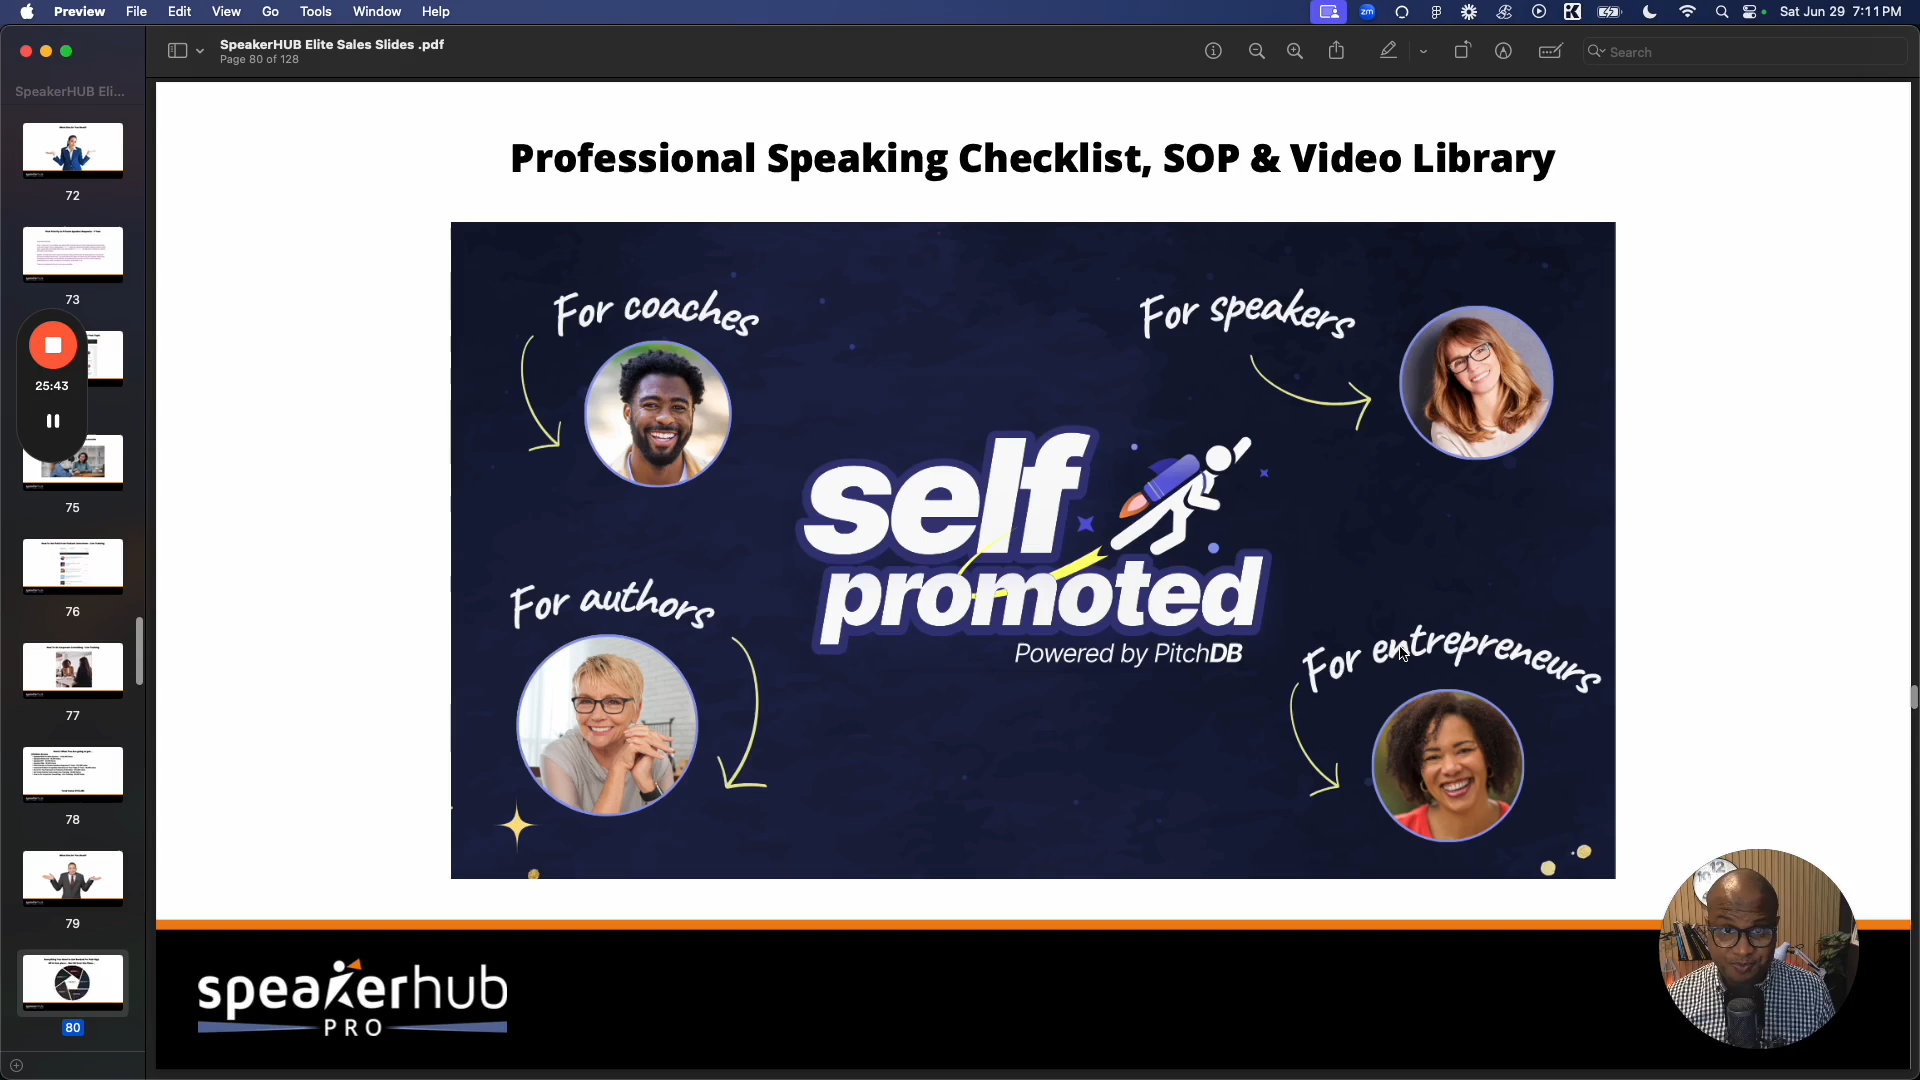 Preview File Edit View Go Tools Window Help
zm
Sat Jun 29 7:11 PM
SpeakerHUB Elite Sales Slides .pdf
Page 80 of 128
Search
SpeakerHUB Eli...
72
73
25:43
75
76
77
78
79
80
Professional Speaking Checklist, SOP & Video Library
For coaches
For speakers
self
promoted
Powered by PitchDB
For authors
For entrepreneurs
speakerhub
PRO